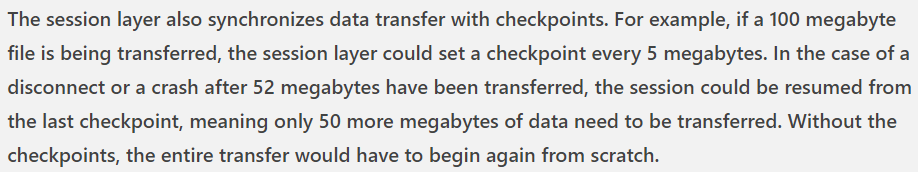 The session layer also synchronizes data transfer with checkpoints. For example, if a 100 megabyte
file is being transferred, the session layer could set a checkpoint every 5 megabytes. In the case of a
disconnect or a crash after 52 megabytes have been transferred, the session could be resumed from
the last checkpoint, meaning only 50 more megabytes of data need to be transferred. Without the
checkpoints, the entire transfer would have to begin again from scratch.